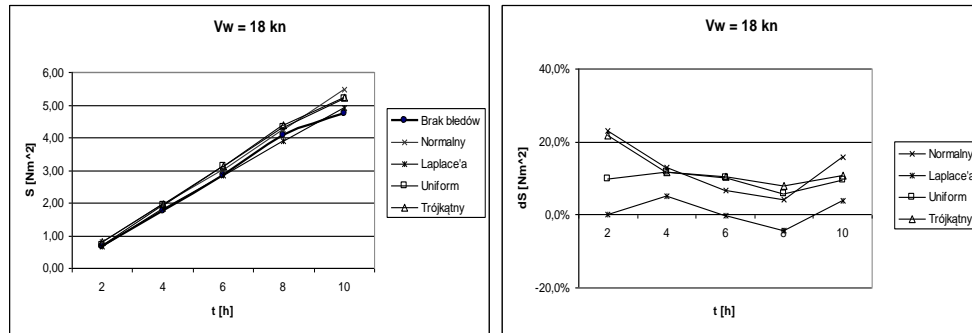 Vw = 18 kn
6,00
5,00
4,00
3,00
2,00
1,00
0,00
S [Nm^2]
2 4 6 8 10
t [h]
Brak błedów
Normalny
Laplace'a
Uniform
Trójkątny
Vw = 18 kn
40,0%
20,0%
0,0%
-20,0%
dS [Nm^2]
2 4 6 8 10
t [h]
Normalny
Laplace'a
Uniform
Trójkątny